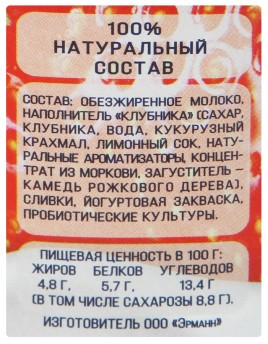 100%
НАТУРАЛЬНЫЙ
СОСТАВ
СОСТАВ: ОБЕЗЖИРЕННОЕ МОЛОКО,
НАПОЛНИТЕЛЬ «КЛУБНИКА» (САХАР,
КЛУБНИКА, ВОДА, КУКУРУЗНЫЙ
КРАХМАЛ, ЛИМОННЫЙ СОК, НАТУ-
РАЛЬНЫЕ АРОМАТИЗАТОРЫ, КОНЦЕН-
ТРАТ ИЗ МОРКОВИ, ЗАГУСТИТЕЛЬ –
КАМЕДЬ РОЖКОВОГО ДЕРЕВА),
СЛИВКИ, ЙОГУРТОВАЯ ЗАКВАСКА,
ПРОБИОТИЧЕСКИЕ КУЛЬТУРЫ.
ПИЩЕВАЯ ЦЕННОСТЬ В 100 Г:
ЖИРОВ БЕЛКОВ УГЛЕВОДОВ
4,8 Г, 5,7 Г, 13,4 Г
(В ТОМ ЧИСЛЕ САХАРОЗЫ 8,8 Г).
ИЗГОТОВИТЕЛЬ ООО «ЭРМАНН»